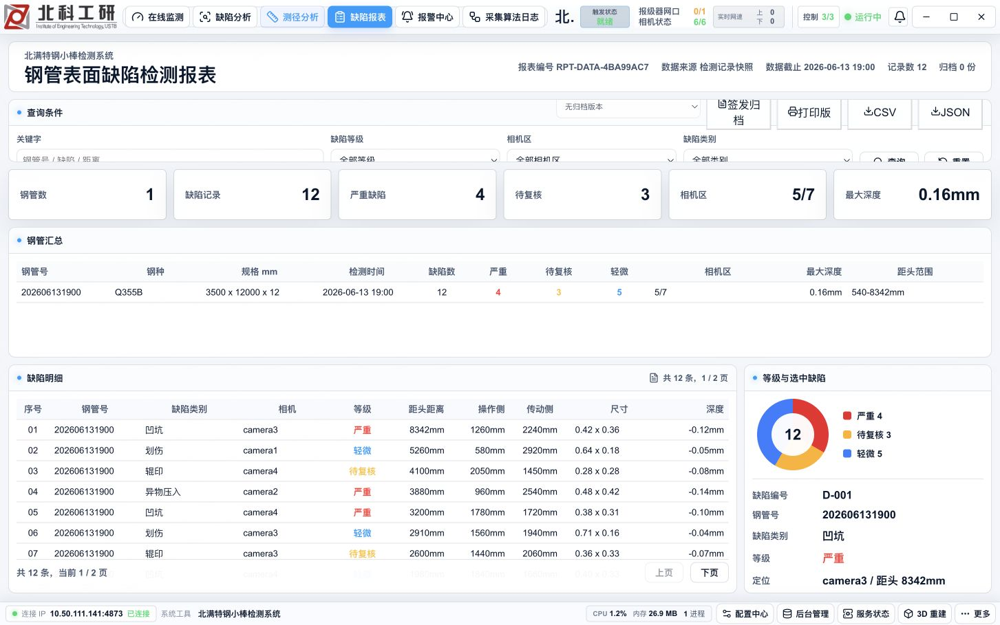 北科工研
Institute of Engineering Technology, USTB
在线监测
缺陷分析
测径分析
缺陷报表
报警中心
采集算法日志
北.
触发状态
就绪
报级器网口 0/1
相机状态 6/6
实时网速
上 0
下 0
控制 3/3
运行中
北满特钢小棒检测系统
钢管表面缺陷检测报表
报表编号 RPT-DATA-4BA99AC7
数据来源 检测记录快照
数据截止 2026-06-13 19:00
记录数 12
归档 0 份
查询条件
无归档版本
签发归档
打印版
CSV
JSON
关键字
缺陷等级
相机区
缺陷类别
钢管号 / 缺陷 / 距离
全部等级
全部相机区
全部类别
查询
重置
钢管数 1
缺陷记录 12
严重缺陷 4
待复核 3
相机区 5/7
最大深度 0.16mm
钢管汇总
钢管号 钢种 规格 mm 检测时间 缺陷数 严重 待复核 轻微 相机区 最大深度 距头范围
202606131900 Q355B 3500 x 12000 x 12 2026-06-13 19:00 12 4 3 5 5/7 0.16mm 540-8342mm
缺陷明细
共 12 条，1 / 2 页
序号 钢管号 缺陷类别 相机 等级 距头距离 操作侧 传动侧 尺寸 深度
01 202606131900 凹坑 camera3 严重 8342mm 1260mm 2240mm 0.42 x 0.36 -0.12mm
02 202606131900 划伤 camera1 轻微 5260mm 580mm 2920mm 0.64 x 0.18 -0.05mm
03 202606131900 辊印 camera4 待复核 4100mm 2050mm 1450mm 0.28 x 0.28 -0.08mm
04 202606131900 异物压入 camera2 严重 3880mm 960mm 2540mm 0.48 x 0.42 -0.14mm
05 202606131900 凹坑 camera4 严重 3200mm 1780mm 1720mm 0.38 x 0.31 -0.10mm
06 202606131900 划伤 camera3 轻微 2910mm 1560mm 1940mm 0.71 x 0.16 -0.04mm
07 202606131900 辊印 camera3 待复核 2600mm 1440mm 2060mm 0.36 x 0.33 -0.07mm
共 12 条，当前 1 / 2 页
上页
下页
等级与选中缺陷
12
严重 4
待复核 3
轻微 5
缺陷编号 D-001
钢管号 202606131900
缺陷类别 凹坑
等级 严重
定位 camera3 / 距头 8342mm
连接 IP 10.50.111.141:4873 已连接
系统工具 北满特钢小棒检测系统
CPU 1.2% 内存 26.9 MB 1 进程
配置中心
后台管理
服务状态
3D 重建
更多